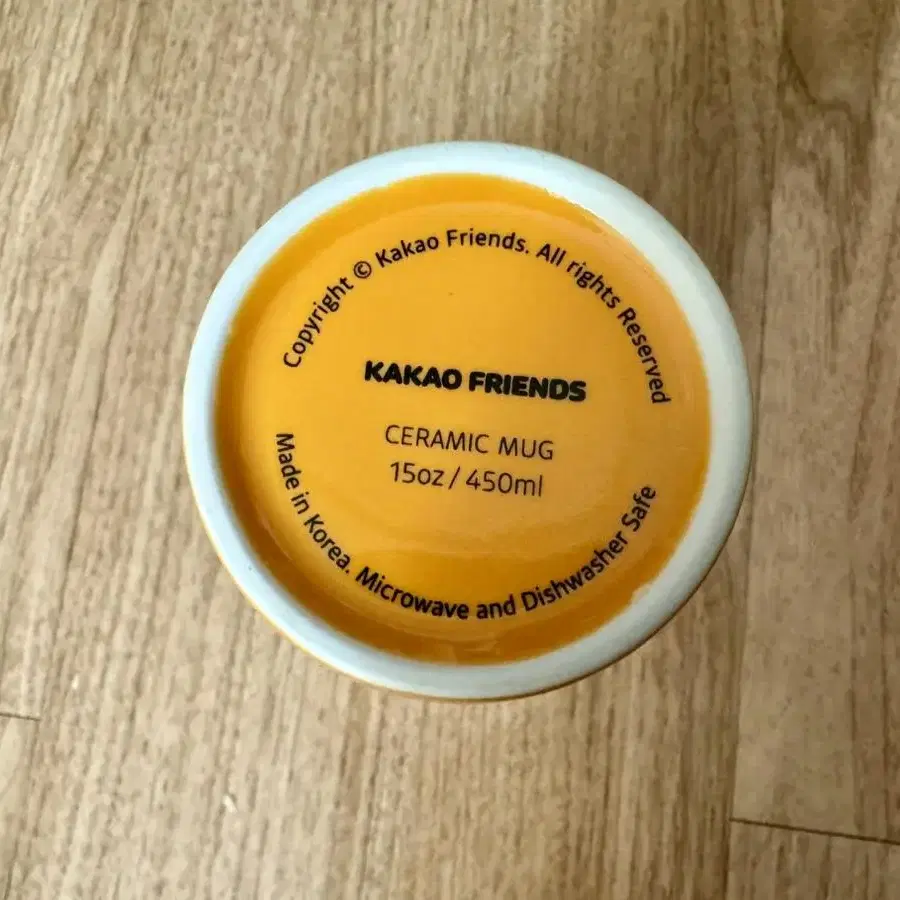 Copyright © Kakao Friends. All rights Reserved
KAKAO FRIENDS
CERAMIC MUG
15oz / 450ml
Made in Korea. Microwave and Dishwasher Safe